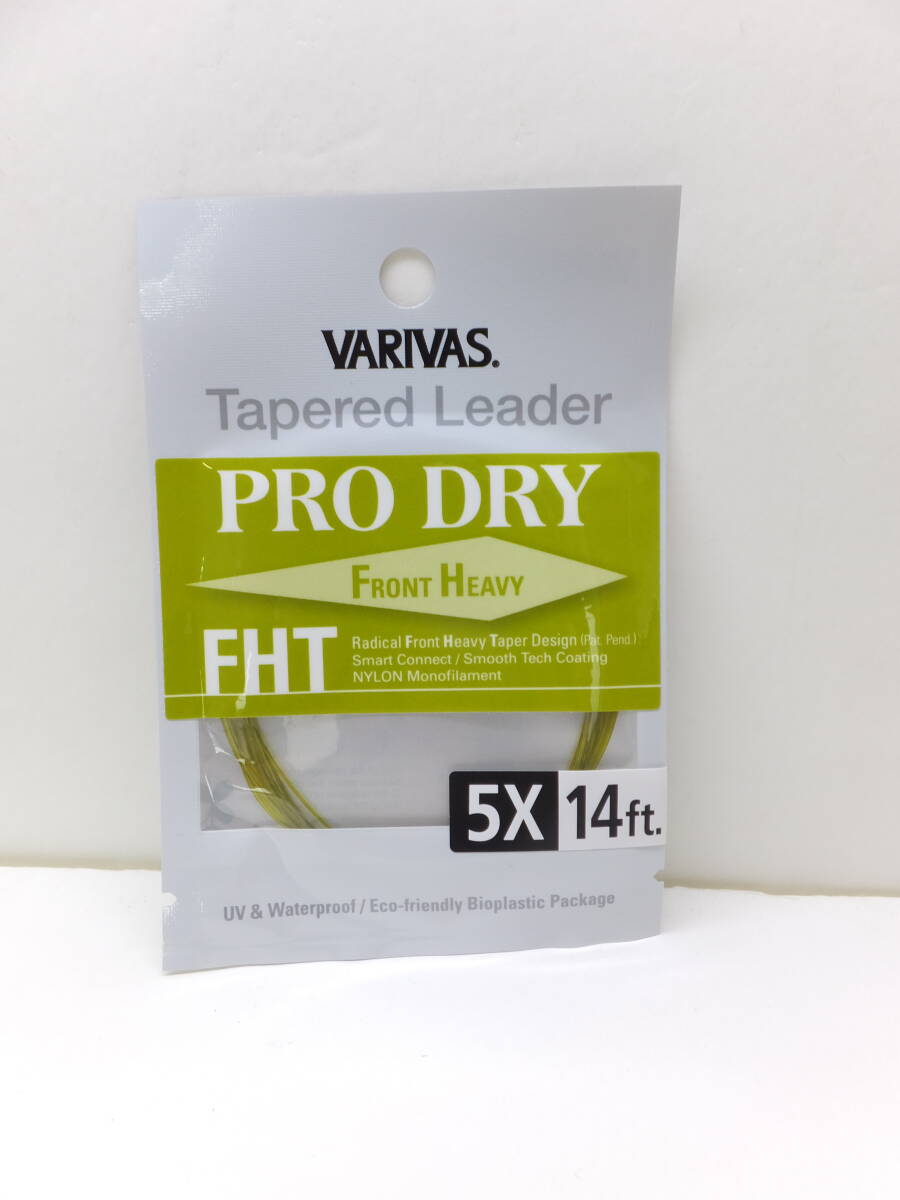 VARIVAS®
Tapered Leader
PRO DRY
FRONT HEAVY
FHT
Radical Front Heavy Taper Design (Pat. Pend.)
Smart Connect / Smooth Tech Coating
NYLON Monofilament
5X 14ft.
UV & Waterproof / Eco-friendly Bioplastic Package